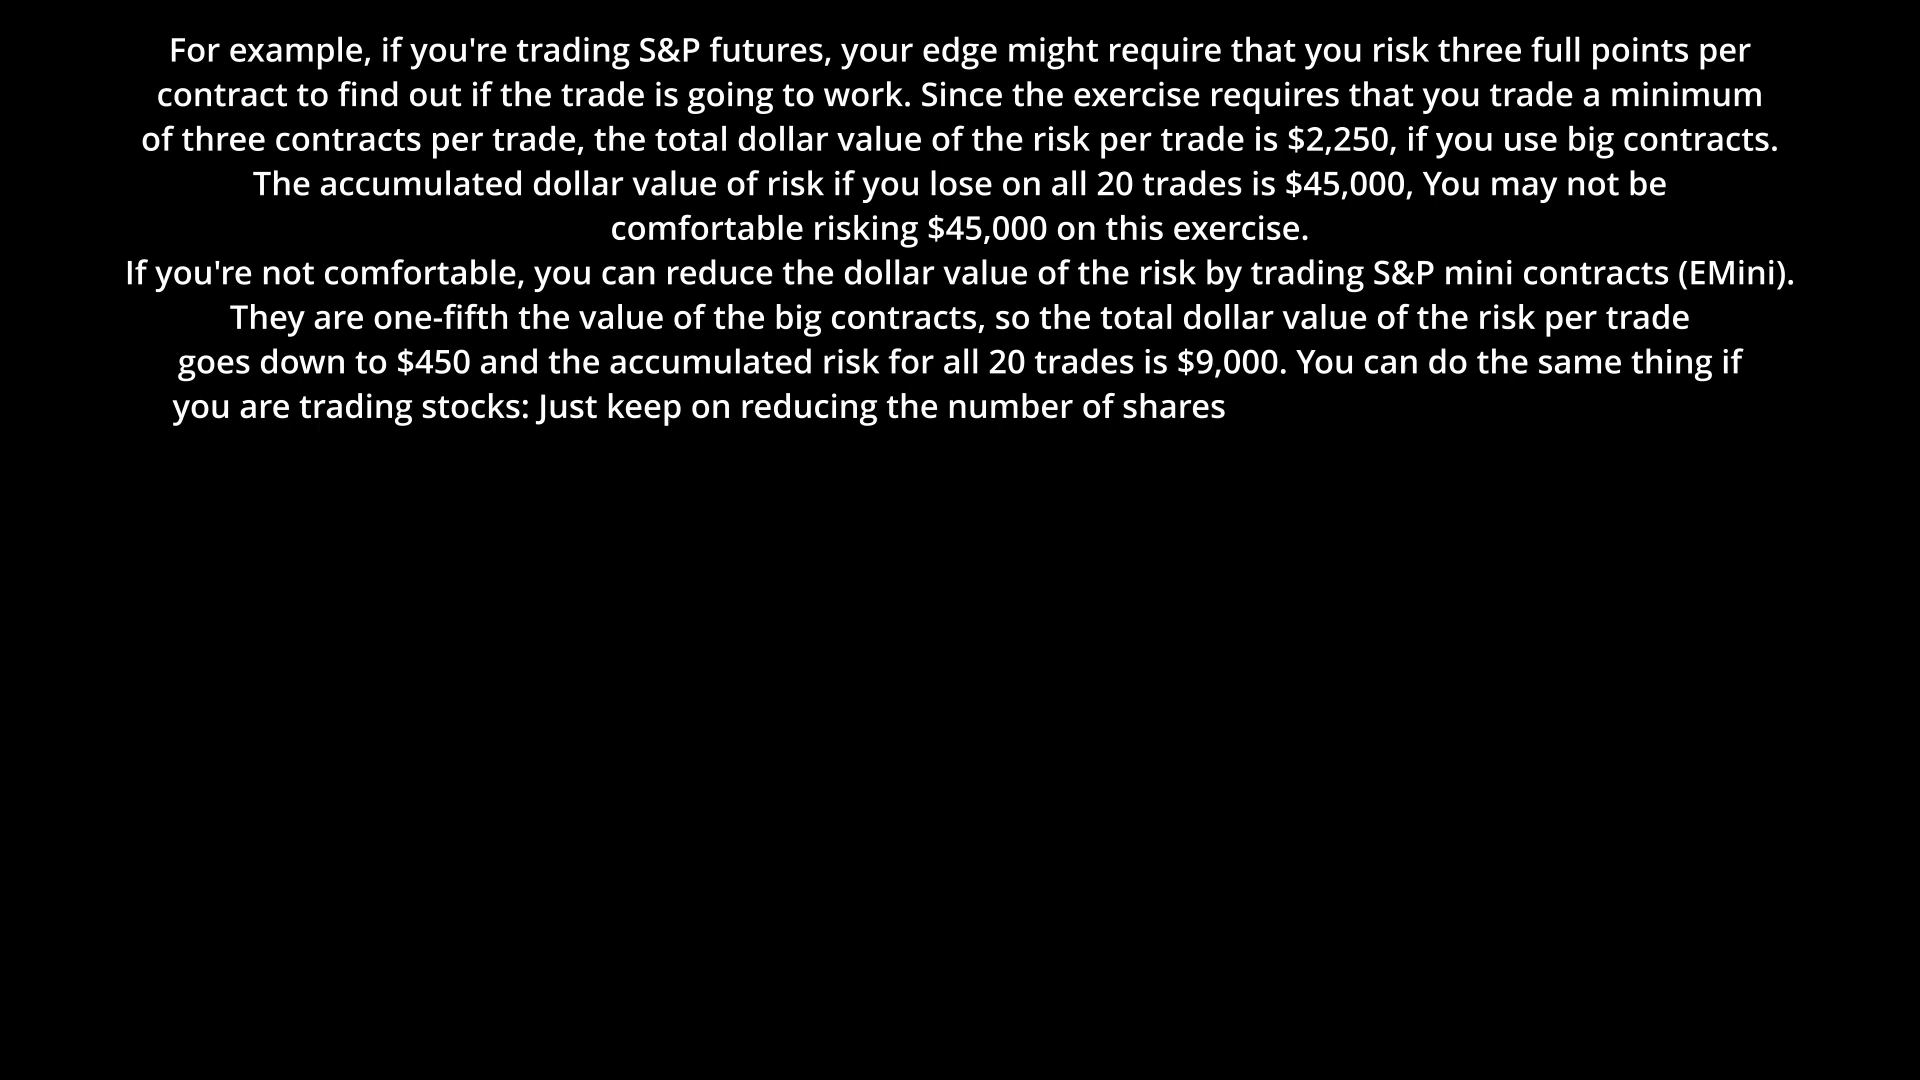 For example, if you're trading S&P futures, your edge might require that you risk three full points per
contract to find out if the trade is going to work. Since the exercise requires that you trade a minimum
of three contracts per trade, the total dollar value of the risk per trade is $2,250, if you use big contracts.
The accumulated dollar value of risk if you lose on all 20 trades is $45,000, You may not be
comfortable risking $45,000 on this exercise.
If you're not comfortable, you can reduce the dollar value of the risk by trading S&P mini contracts (EMini).
They are one-fifth the value of the big contracts, so the total dollar value of the risk per trade
goes down to $450 and the accumulated risk for all 20 trades is $9,000. You can do the same thing if
you are trading stocks: Just keep on reducing the number of shares